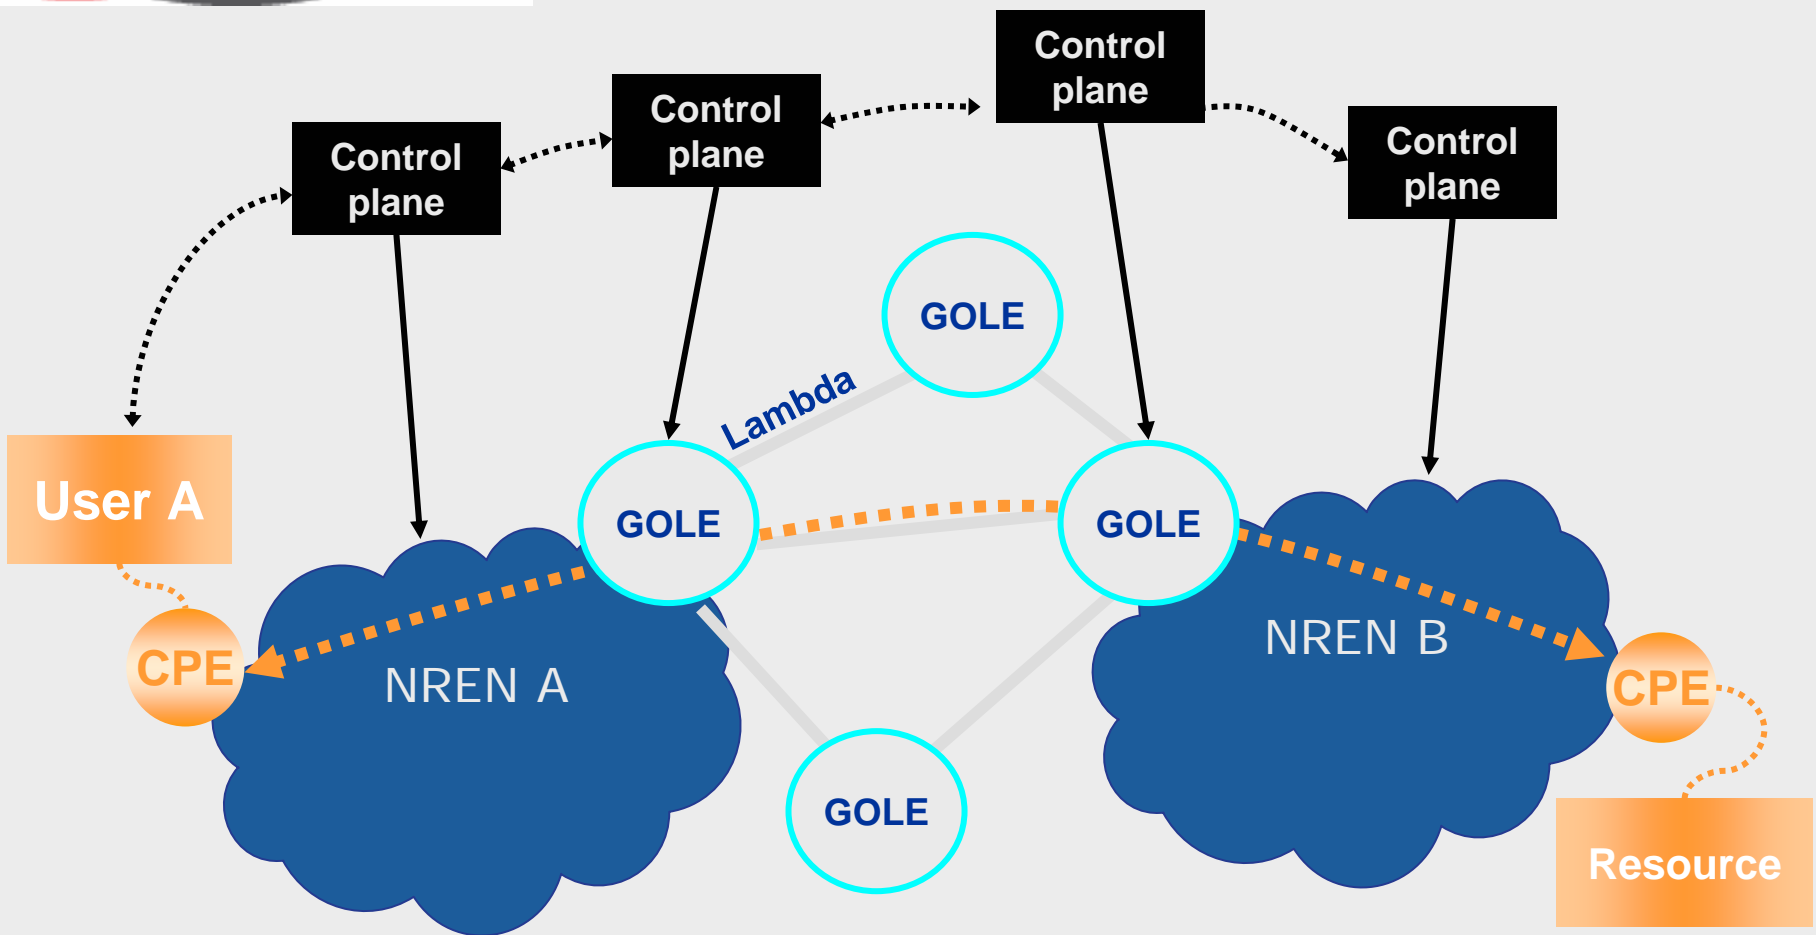 Control
plane
Control
plane
Control
plane
Control
plane
GOLE
Lambda
User A
GOLE
GOLE
NREN B
CPE
NREN A
CPE
GOLE
Resource